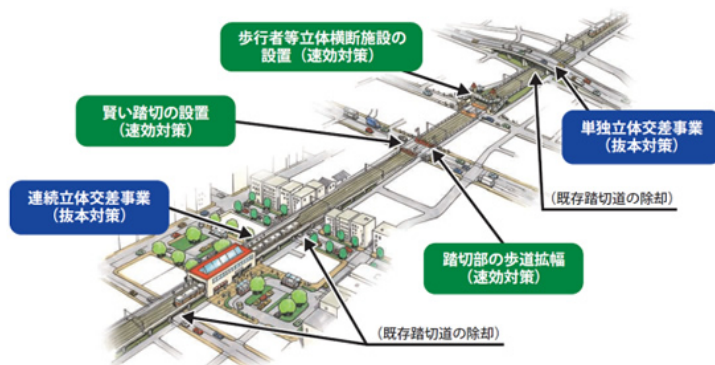 歩行者等立体横断施設の
設置（速効対策）
賢い踏切の設置
（速効対策）
単独立体交差事業
（抜本対策）
（既存踏切道の除却）
連続立体交差事業
（抜本対策）
踏切部の歩道拡幅
（速効対策）
（既存踏切道の除却）